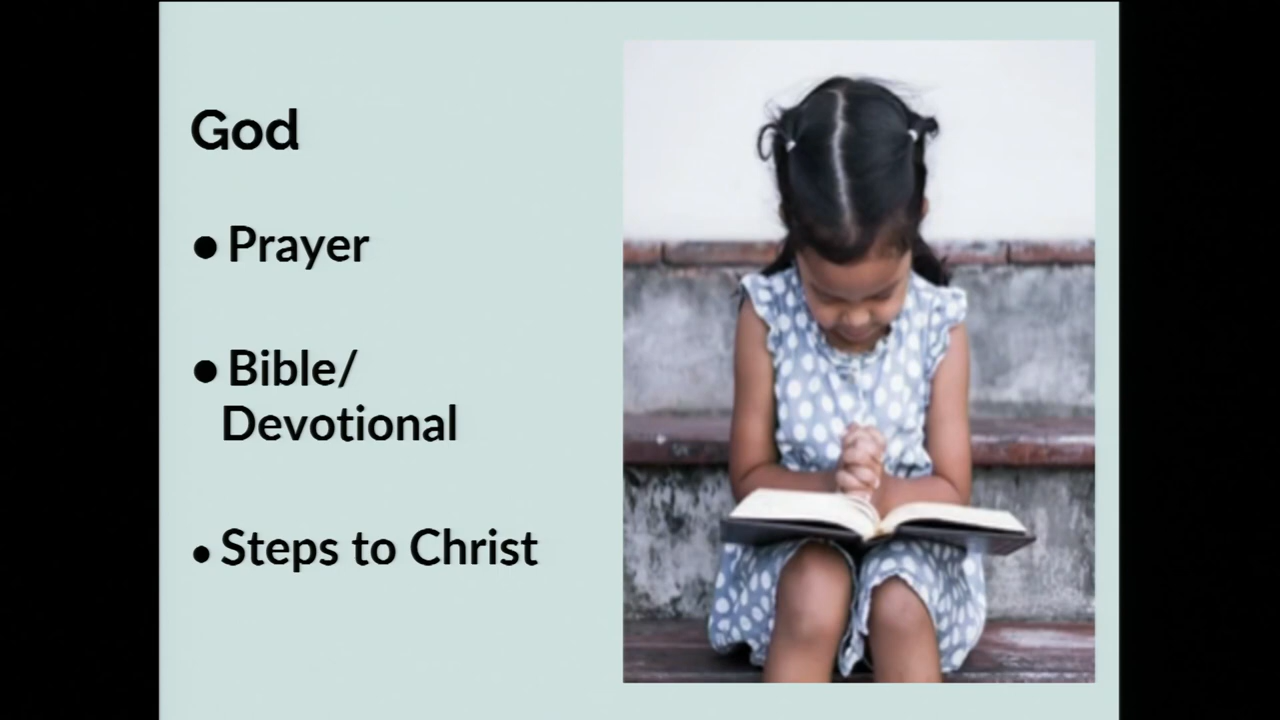 God
• Prayer
• Bible/
Devotional
• Steps to Christ